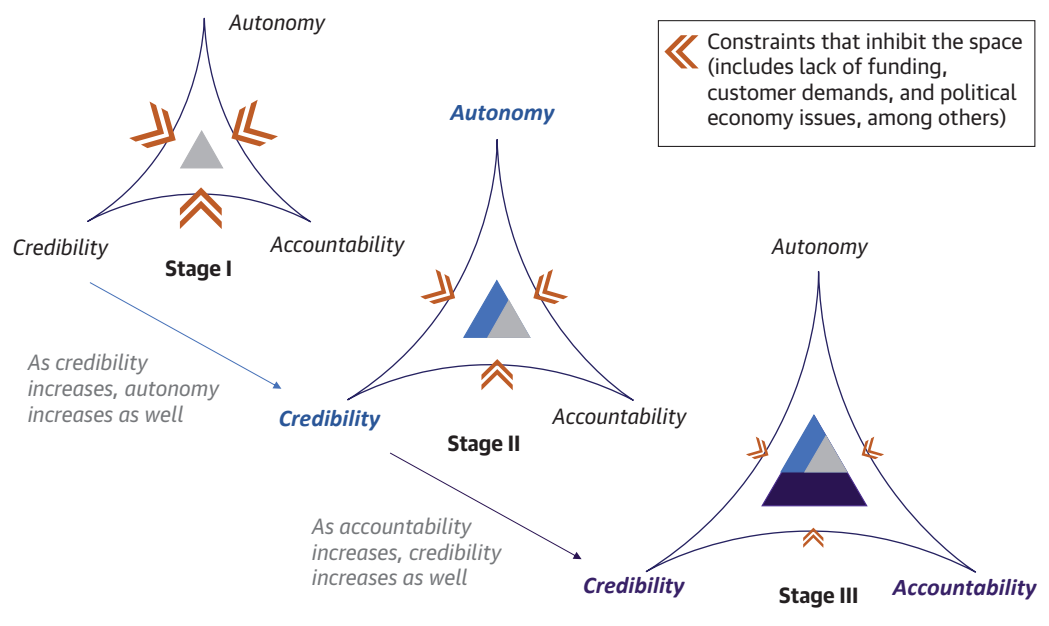 Autonomy
Constraints that inhibit the space
(includes lack of funding,
customer demands, and political
economy issues, among others)
Credibility
Accountability
Stage I
Autonomy
As credibility
increases, autonomy
increases as well
Credibility
Accountability
Stage II
Autonomy
As accountability
increases, credibility
increases as well
Credibility
Accountability
Stage III